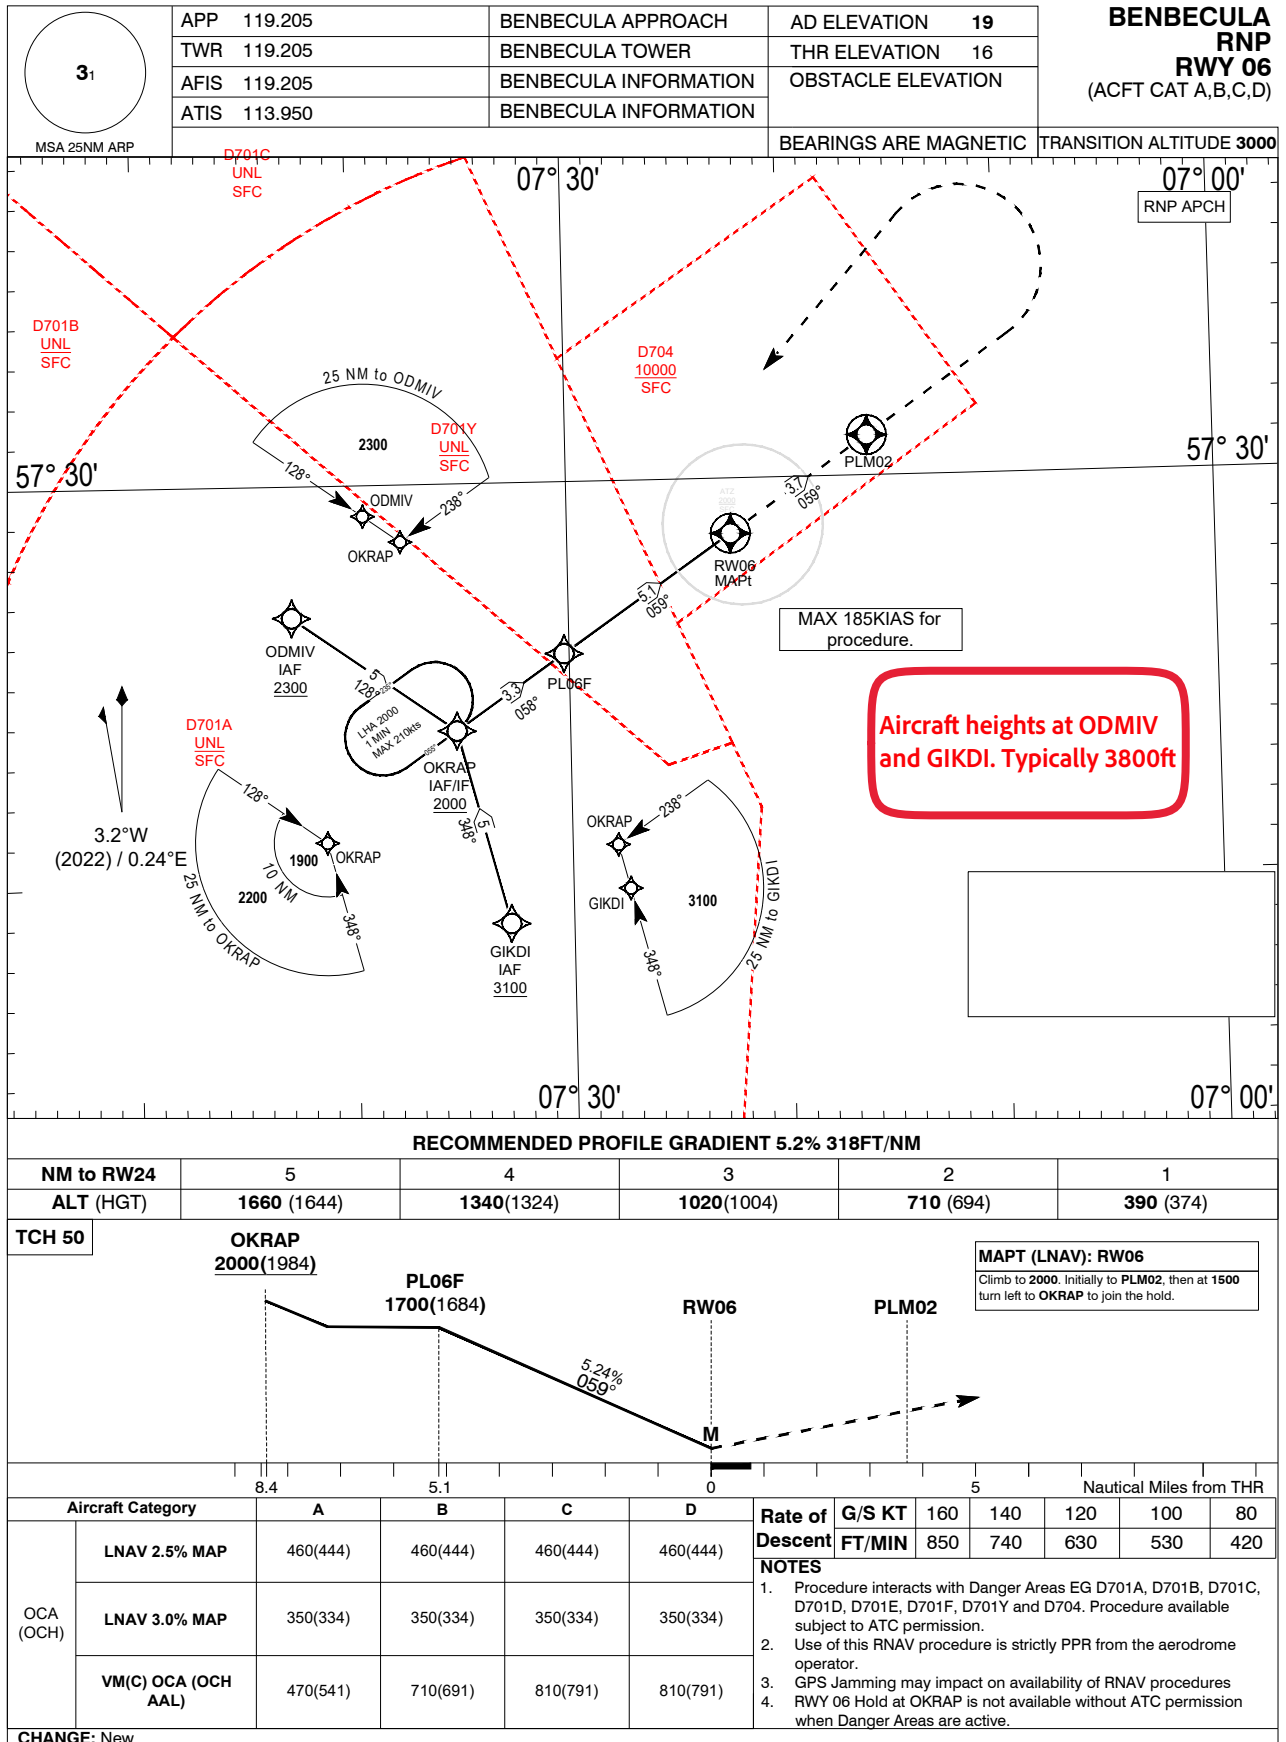 3₁
MSA 25NM ARP
APP 119.205 BENBECULA APPROACH
TWR 119.205 BENBECULA TOWER
AFIS 119.205 BENBECULA INFORMATION
ATIS 113.950 BENBECULA INFORMATION
AD ELEVATION 19
THR ELEVATION 16
OBSTACLE ELEVATION
BEARINGS ARE MAGNETIC
BENBECULA
RNP
RWY 06
(ACFT CAT A,B,C,D)
TRANSITION ALTITUDE 3000
D701C
UNL
SFC
07° 30'
07° 00'
RNP APCH
D701B
UNL
SFC
D704
10000
SFC
25 NM to ODMIV
2300
D701Y
UNL
SFC
128°
238°
ODMIV
OKRAP
57° 30'
57° 30'
PLM02
3.7
059°
ATZ
2000
RW06
MAPt
5.1
059°
MAX 185KIAS for
procedure.
ODMIV
IAF
2300
5
128°
238°
LHA 2000
1 MIN
MAX 210kts
058°
3.3
058°
PL06F
OKRAP
IAF/IF
2000
Aircraft heights at ODMIV
and GIKDI. Typically 3800ft
D701A
UNL
SFC
3.2°W
(2022) / 0.24°E
128°
1900
10 NM
OKRAP
2200
25 NM to OKRAP
348°
5
348°
GIKDI
IAF
3100
OKRAP
238°
GIKDI
3100
348°
25 NM to GIKDI
07° 30'
07° 00'
RECOMMENDED PROFILE GRADIENT 5.2% 318FT/NM
NM to RW24 5 4 3 2 1
ALT (HGT) 1660 (1644) 1340(1324) 1020(1004) 710 (694) 390 (374)
TCH 50
OKRAP
2000(1984)
PL06F
1700(1684)
RW06
PLM02
MAPT (LNAV): RW06
Climb to 2000. Initially to PLM02, then at 1500
turn left to OKRAP to join the hold.
5.24%
059°
M
8.4 5.1 0 5 Nautical Miles from THR
Aircraft Category A B C D
OCA
(OCH)
LNAV 2.5% MAP 460(444) 460(444) 460(444) 460(444)
LNAV 3.0% MAP 350(334) 350(334) 350(334) 350(334)
VM(C) OCA (OCH
AAL) 470(541) 710(691) 810(791) 810(791)
Rate of
Descent
G/S KT 160 140 120 100 80
FT/MIN 850 740 630 530 420
NOTES
1. Procedure interacts with Danger Areas EG D701A, D701B, D701C,
D701D, D701E, D701F, D701Y and D704. Procedure available
subject to ATC permission.
2. Use of this RNAV procedure is strictly PPR from the aerodrome
operator.
3. GPS Jamming may impact on availability of RNAV procedures
4. RWY 06 Hold at OKRAP is not available without ATC permission
when Danger Areas are active.
CHANGE: New